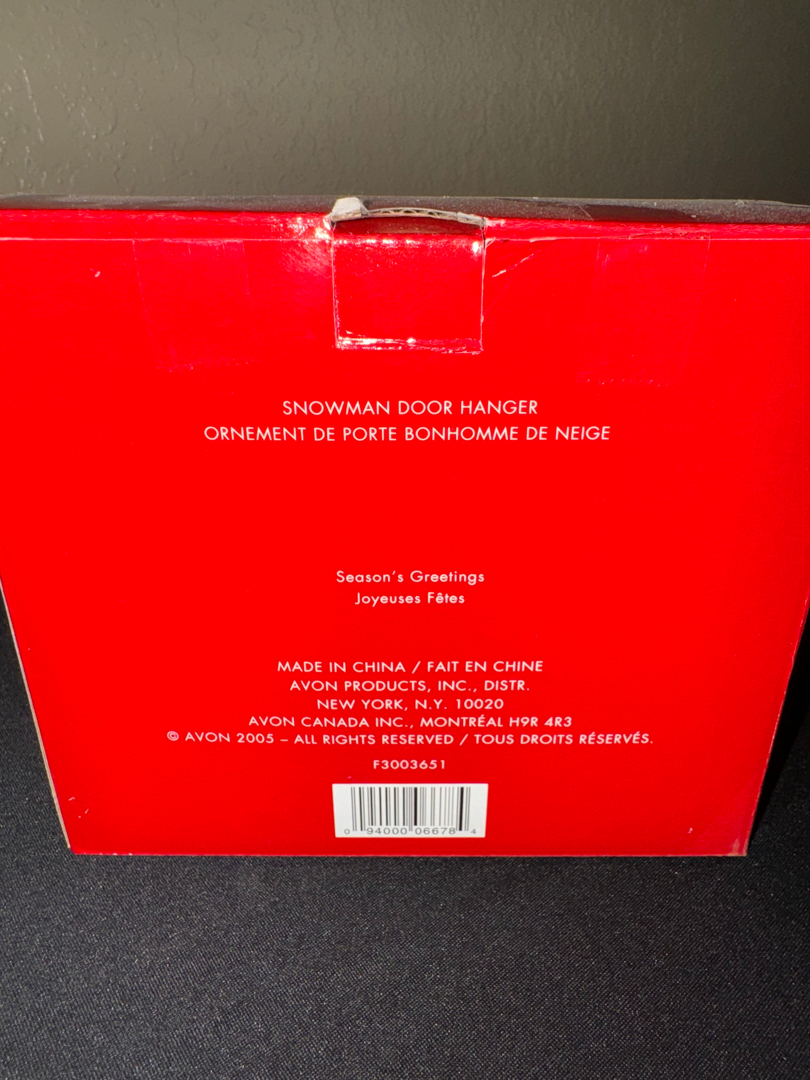 SNOWMAN DOOR HANGER
ORNEMENT DE PORTE BONHOMME DE NEIGE
Season's Greetings
Joyeuses Fêtes
MADE IN CHINA / FAIT EN CHINE
AVON PRODUCTS, INC., DISTR.
NEW YORK, N.Y. 10020
AVON CANADA INC., MONTRÉAL H9R 4R3
© AVON 2005 – ALL RIGHTS RESERVED / TOUS DROITS RÉSERVÉS.
F3003651
0 94000 06678 4